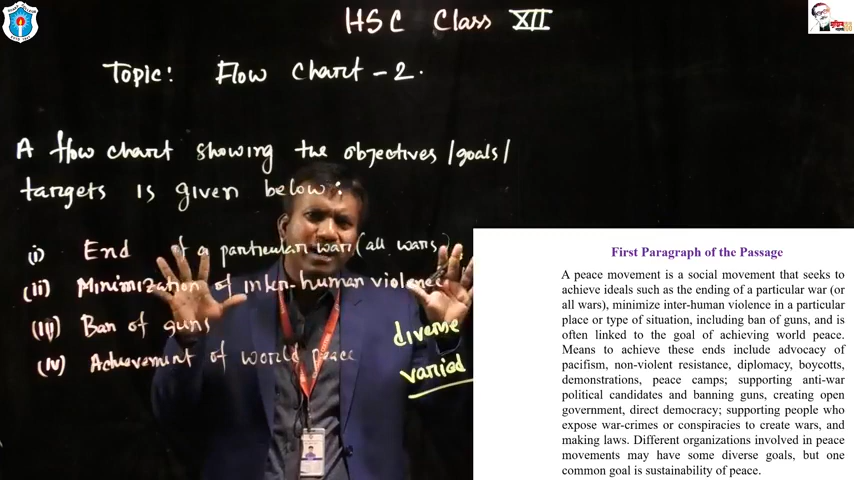 HSC Class XII
Topic: Flow Chart - 2.
A flow chart showing the objectives/goals/
targets is given below:
(i) End of a particular war (all wars)
(ii) Minimization of inter-human violence
(iii) Ban of guns
(iv) Achievement of world peace
diverse
varied
First Paragraph of the Passage
A peace movement is a social movement that seeks to
achieve ideals such as the ending of a particular war (or
all wars), minimize inter-human violence in a particular
place or type of situation, including ban of guns, and is
often linked to the goal of achieving world peace.
Means to achieve these ends include advocacy of
pacifism, non-violent resistance, diplomacy, boycotts,
demonstrations, peace camps; supporting anti-war
political candidates and banning guns, creating open
government, direct democracy; supporting people who
expose war-crimes or conspiracies to create wars, and
making laws. Different organizations involved in peace
movements may have some diverse goals, but one
common goal is sustainability of peace.